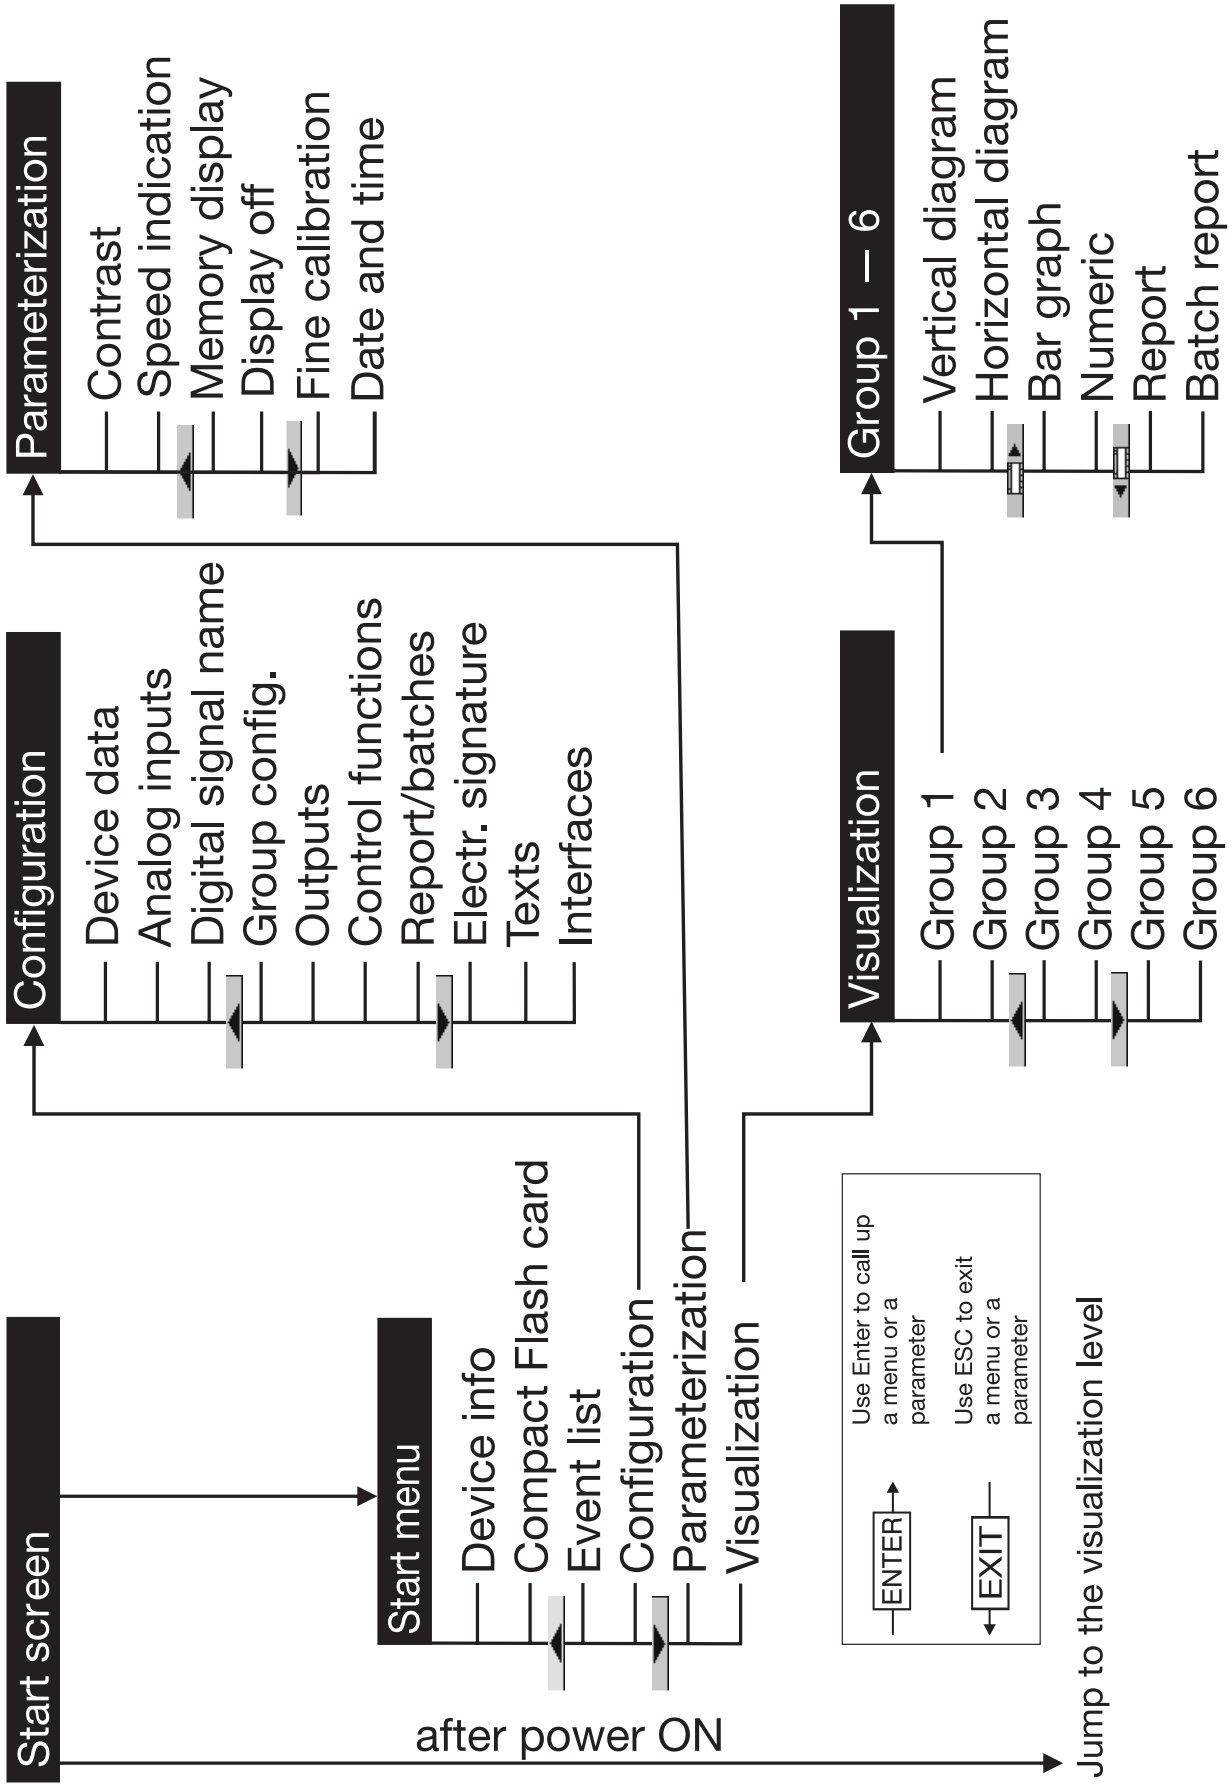 Start screen
after power ON
Jump to the visualization level
Start menu
Device info
Compact Flash card
Event list
Configuration
Parameterization
Visualization
ENTER
Use Enter to call up
a menu or a
parameter
EXIT
Use ESC to exit
a menu or a
parameter
Configuration
Device data
Analog inputs
Digital signal name
Group config.
Outputs
Control functions
Report/batches
Electr. signature
Texts
Interfaces
Parameterization
Contrast
Speed indication
Memory display
Display off
Fine calibration
Date and time
Visualization
Group 1
Group 2
Group 3
Group 4
Group 5
Group 6
Group 1 – 6
Vertical diagram
Horizontal diagram
Bar graph
Numeric
Report
Batch report